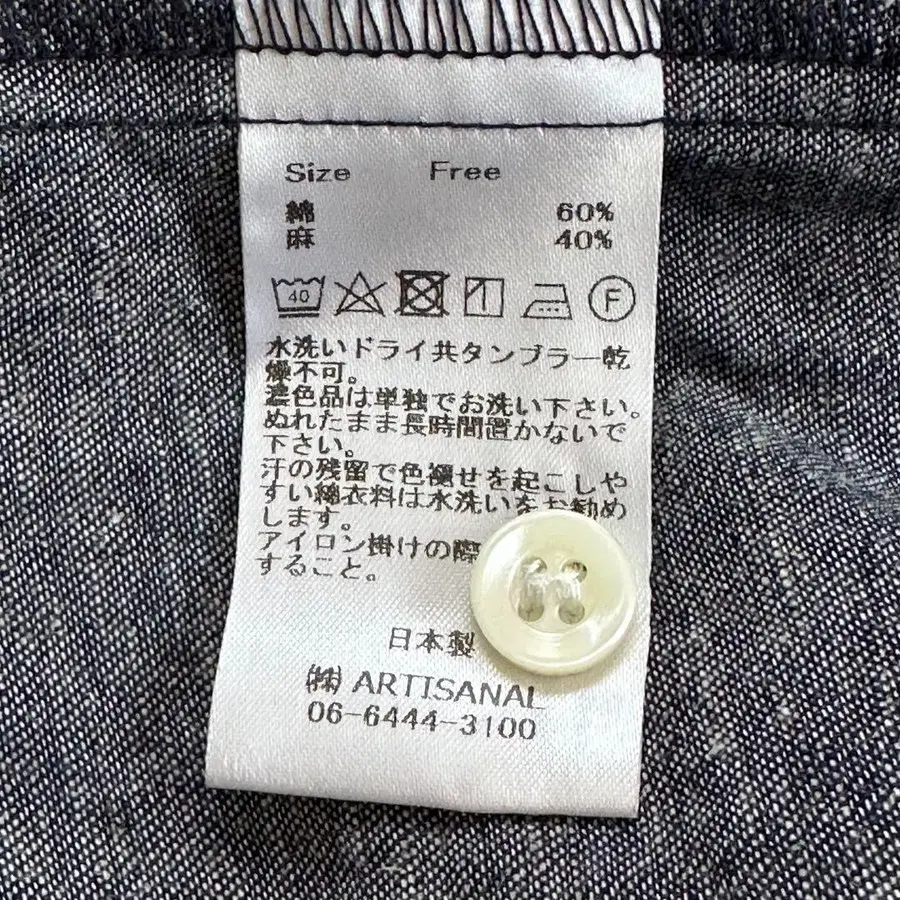 Size Free
綿 60%
麻 40%
40 F
水洗いドライ共タンブラー乾
燥不可。
濃色品は単独でお洗い下さい。
ぬれたまま長時間置かないで
下さい。
汗の残留で色褪せを起こしや
すい綿衣料は水洗いをお勧め
します。
アイロン掛けの際
すること。
日本製
㈱ ARTISANAL
06-6444-3100